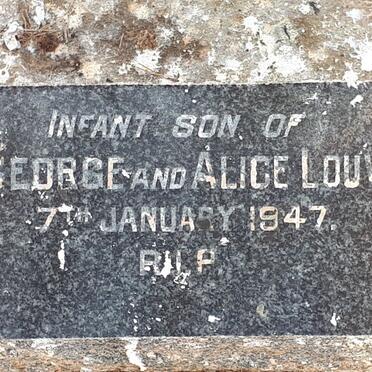 INFANT SON OF
GEORGE AND ALICE LOUW
7TH JANUARY 1947.
R.I.P.